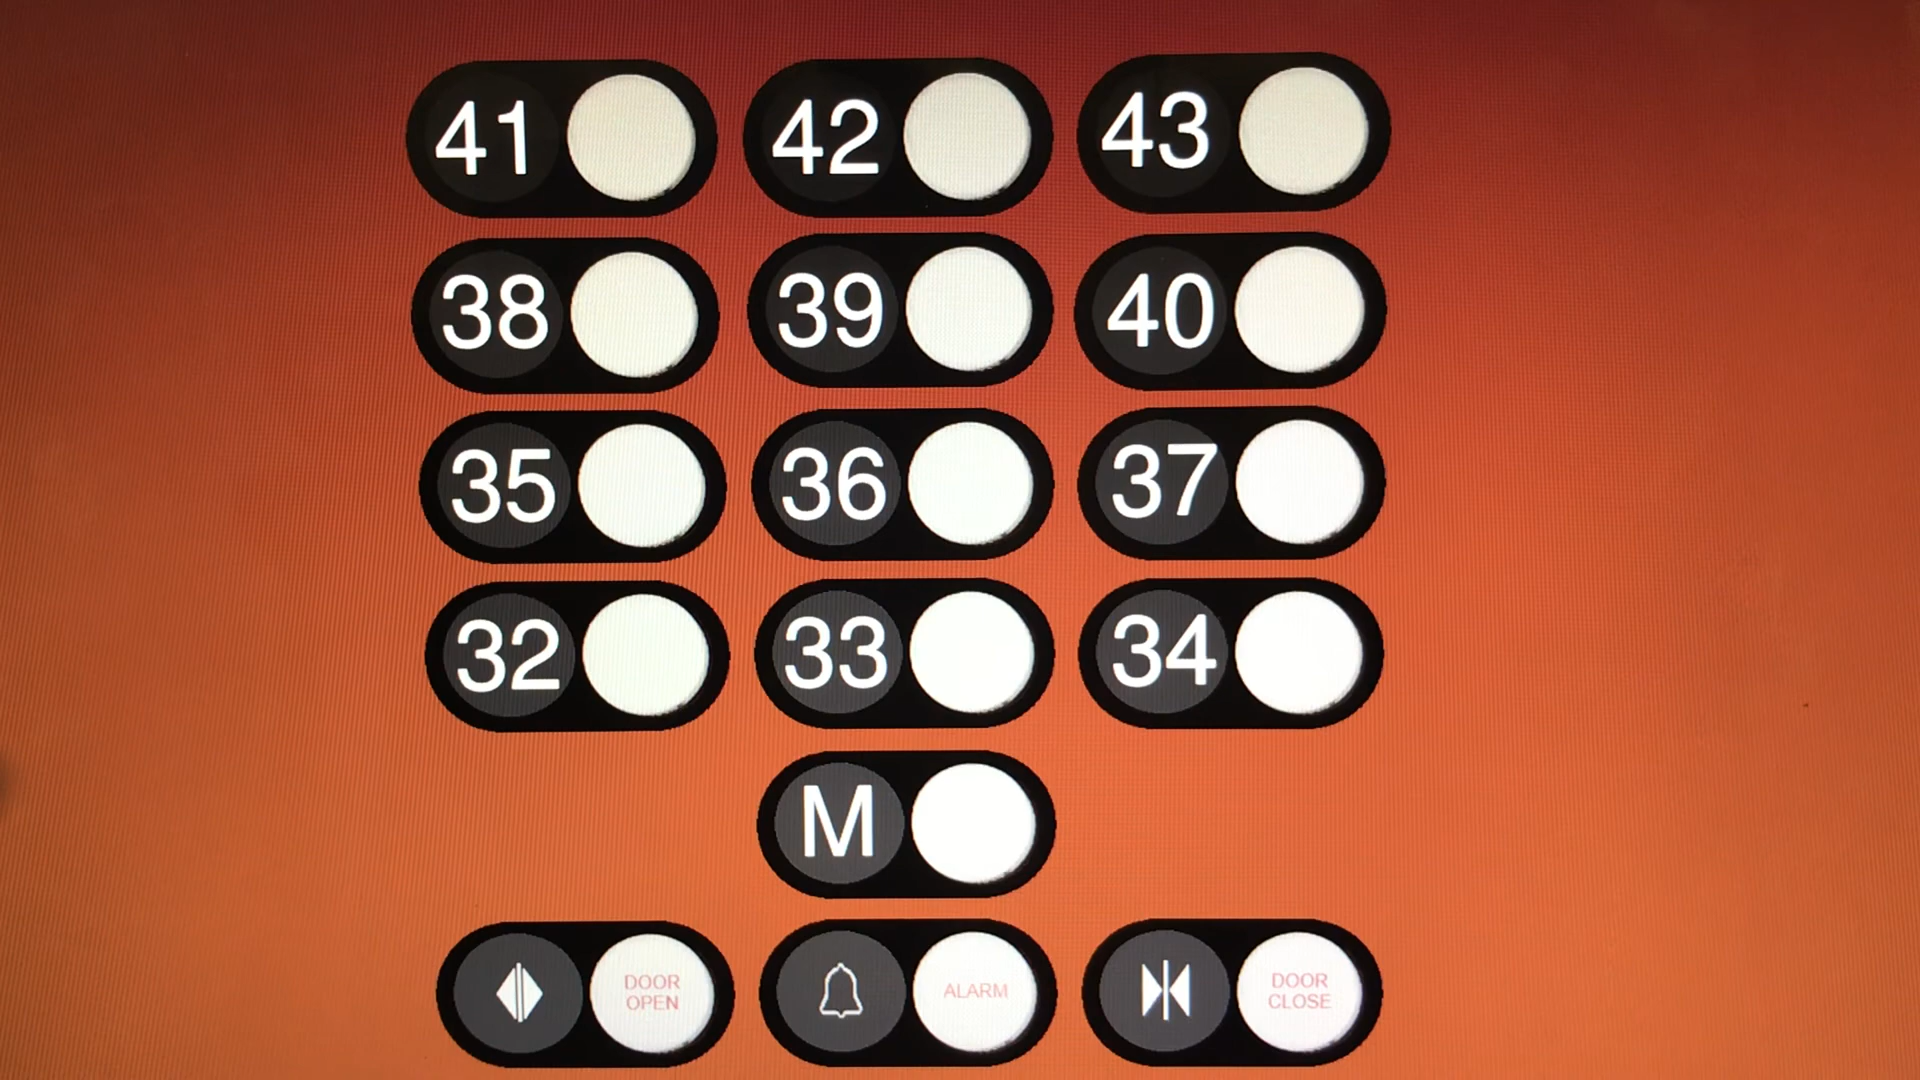 41 42 43
38 39 40
35 36 37
32 33 34
M
DOOR OPEN
ALARM
DOOR CLOSE